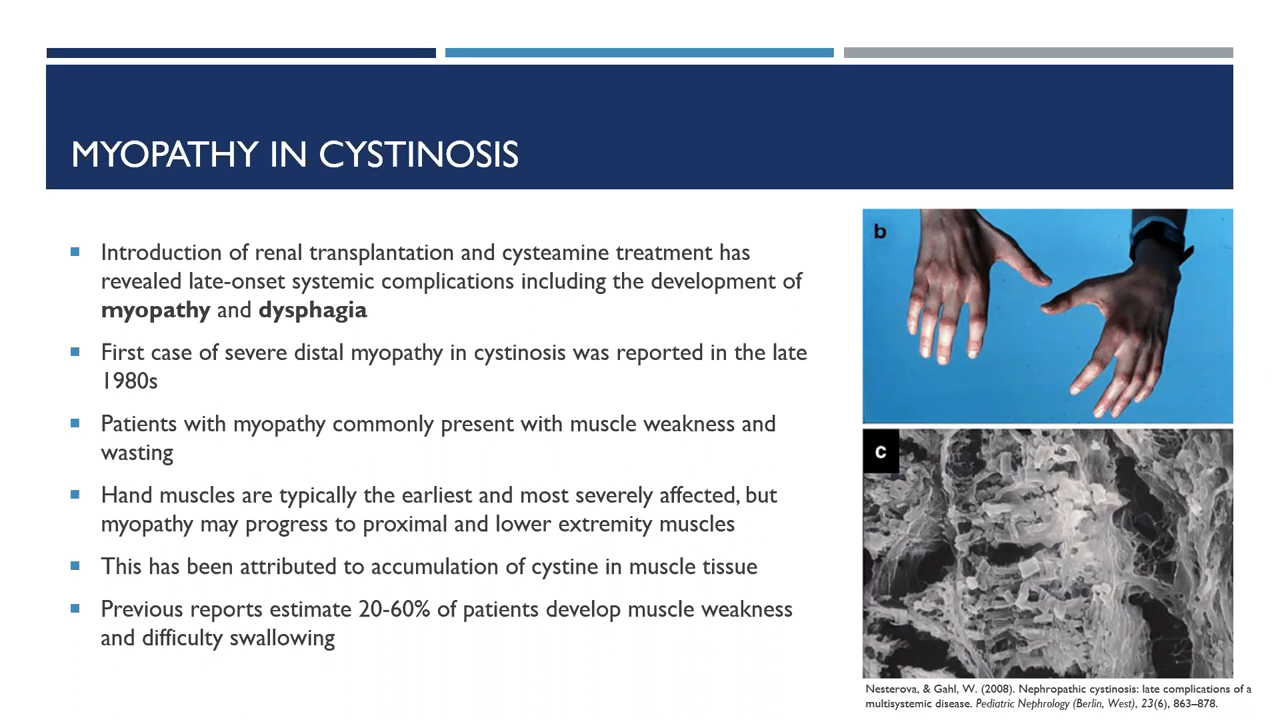 MYOPATHY IN CYSTINOSIS
Introduction of renal transplantation and cysteamine treatment has
revealed late-onset systemic complications including the development of
myopathy and dysphagia
First case of severe distal myopathy in cystinosis was reported in the late
1980s
Patients with myopathy commonly present with muscle weakness and
wasting
Hand muscles are typically the earliest and most severely affected, but
myopathy may progress to proximal and lower extremity muscles
This has been attributed to accumulation of cystine in muscle tissue
Previous reports estimate 20-60% of patients develop muscle weakness
and difficulty swallowing
b
c
Nesterova, & Gahl, W. (2008). Nephropathic cystinosis: late complications of a
multisystemic disease. Pediatric Nephrology (Berlin, West), 23(6), 863–878.